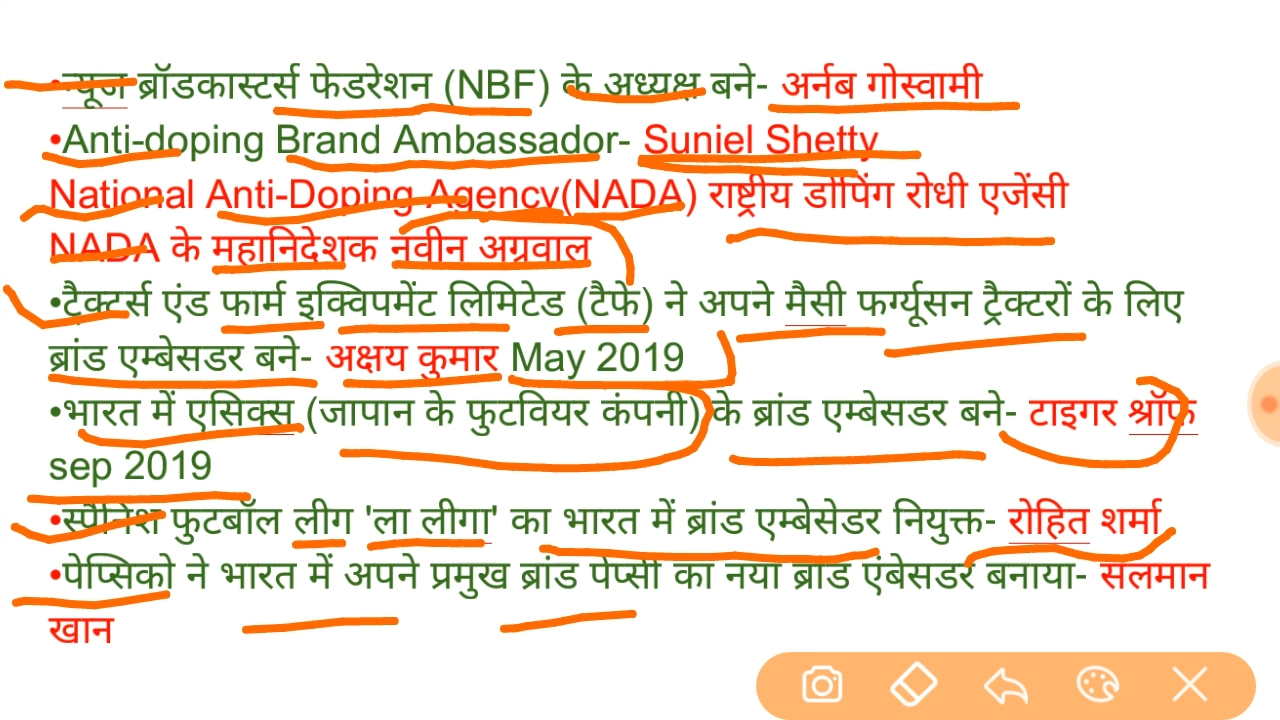 •न्यूज ब्रॉडकास्टर्स फेडरेशन (NBF) के अध्यक्ष बने- अर्नब गोस्वामी
•Anti-doping Brand Ambassador- Suniel Shetty
National Anti-Doping Agency(NADA) राष्ट्रीय डोपिंग रोधी एजेंसी
NADA के महानिदेशक नवीन अग्रवाल
•ट्रैक्टर्स एंड फार्म इक्विपमेंट लिमिटेड (टैफे) ने अपने मैसी फर्ग्यूसन ट्रैक्टरों के लिए
ब्रांड एम्बेसडर बने- अक्षय कुमार May 2019
•भारत में एसिक्स (जापान के फुटवियर कंपनी) के ब्रांड एम्बेसडर बने- टाइगर श्रॉफ
sep 2019
•स्पैनिश फुटबॉल लीग 'ला लीगा' का भारत में ब्रांड एम्बेसेडर नियुक्त- रोहित शर्मा
•पेप्सिको ने भारत में अपने प्रमुख ब्रांड पेप्सी का नया ब्रांड एंबेसडर बनाया- सलमान
खान